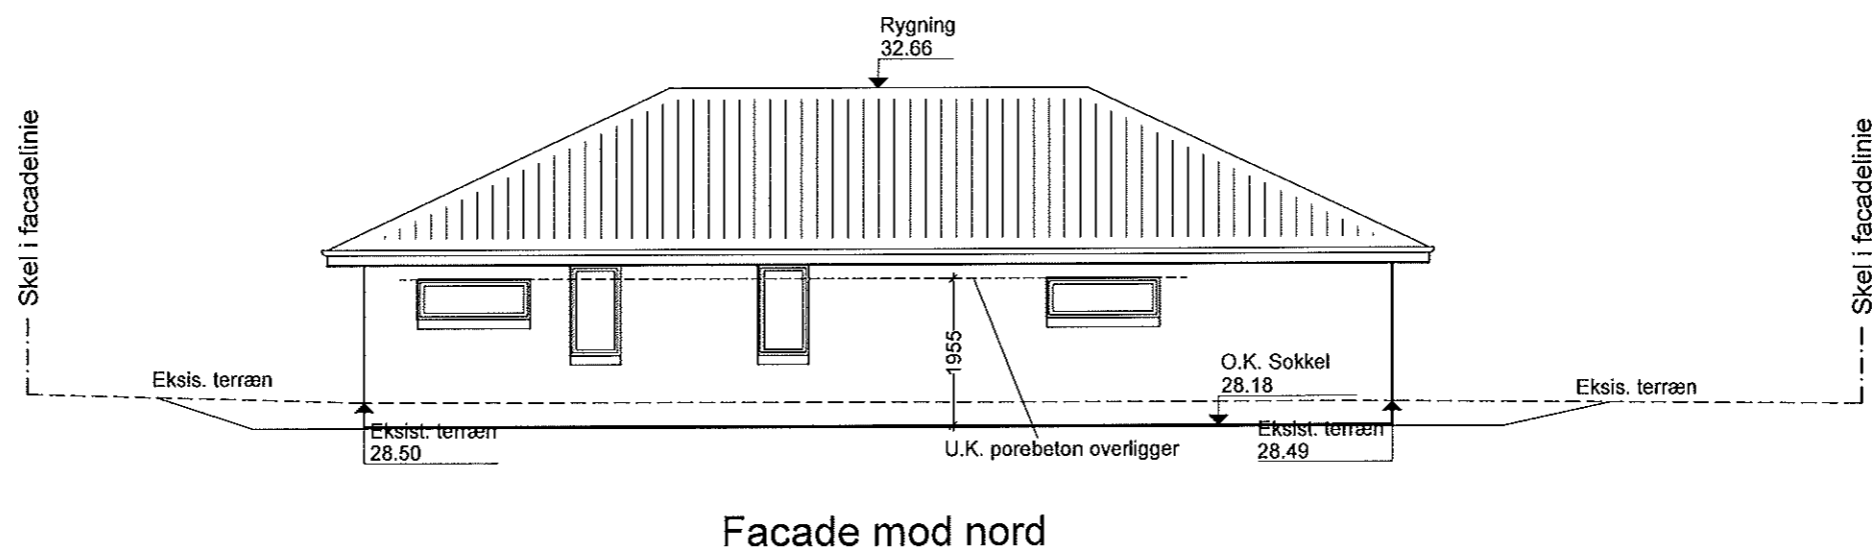 Rygning
32.66
Skel i facadelinie
Skel i facadelinie
1955
O.K. Sokkel
28.18
Eksis. terræn
Eksis. terræn
Eksist. terræn
28.50
U.K. porebeton overligger
Eksist. terræn
28.49
Facade mod nord